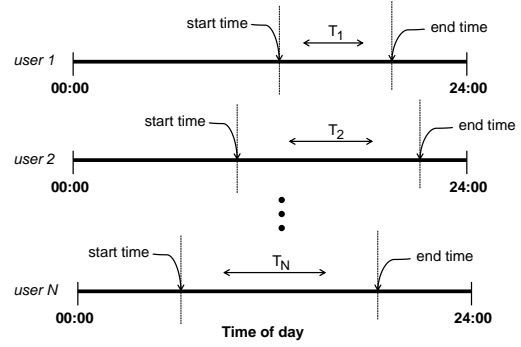 start time
T1
end time
user 1
00:00
24:00
start time
T2
end time
user 2
00:00
24:00
start time
TN
end time
user N
00:00
24:00
Time of day